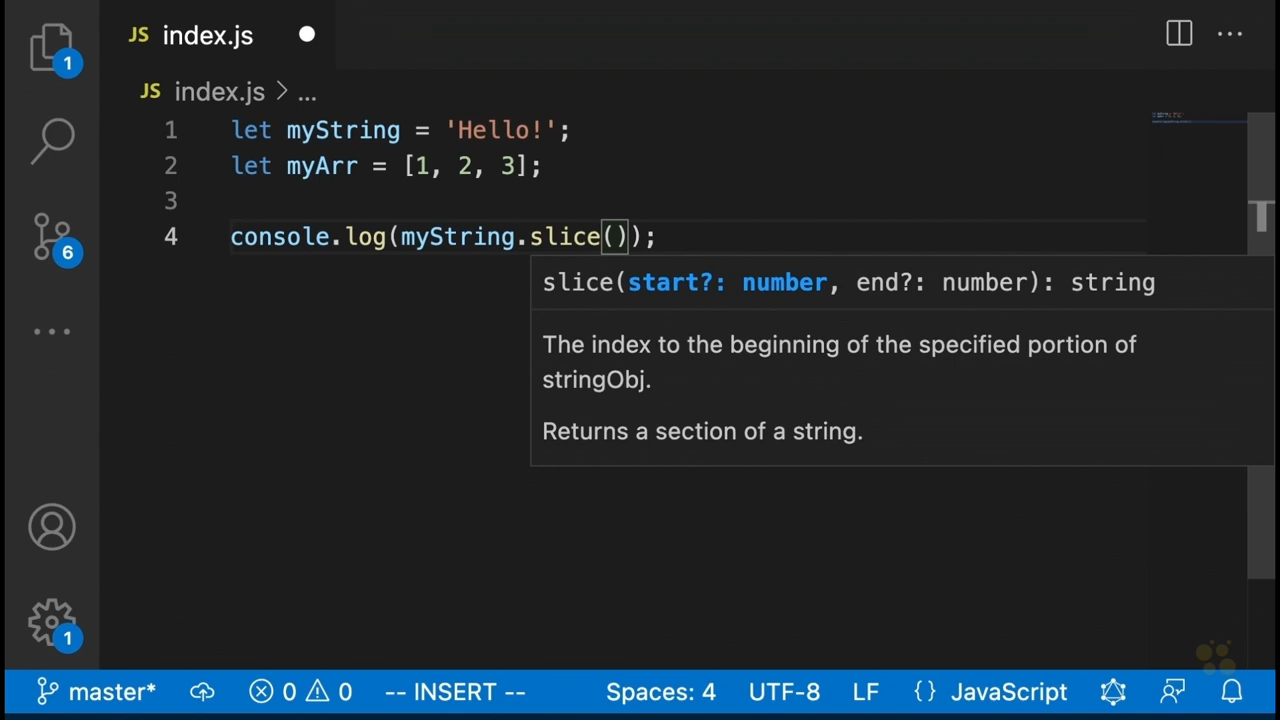 JS index.js
1
JS index.js > ...
1 let myString = 'Hello!';
2 let myArr = [1, 2, 3];
3
4 console.log(myString.slice());
slice(start?: number, end?: number): string
The index to the beginning of the specified portion of
stringObj.
Returns a section of a string.
6
1
master* 0 0 -- INSERT -- Spaces: 4 UTF-8 LF {} JavaScript